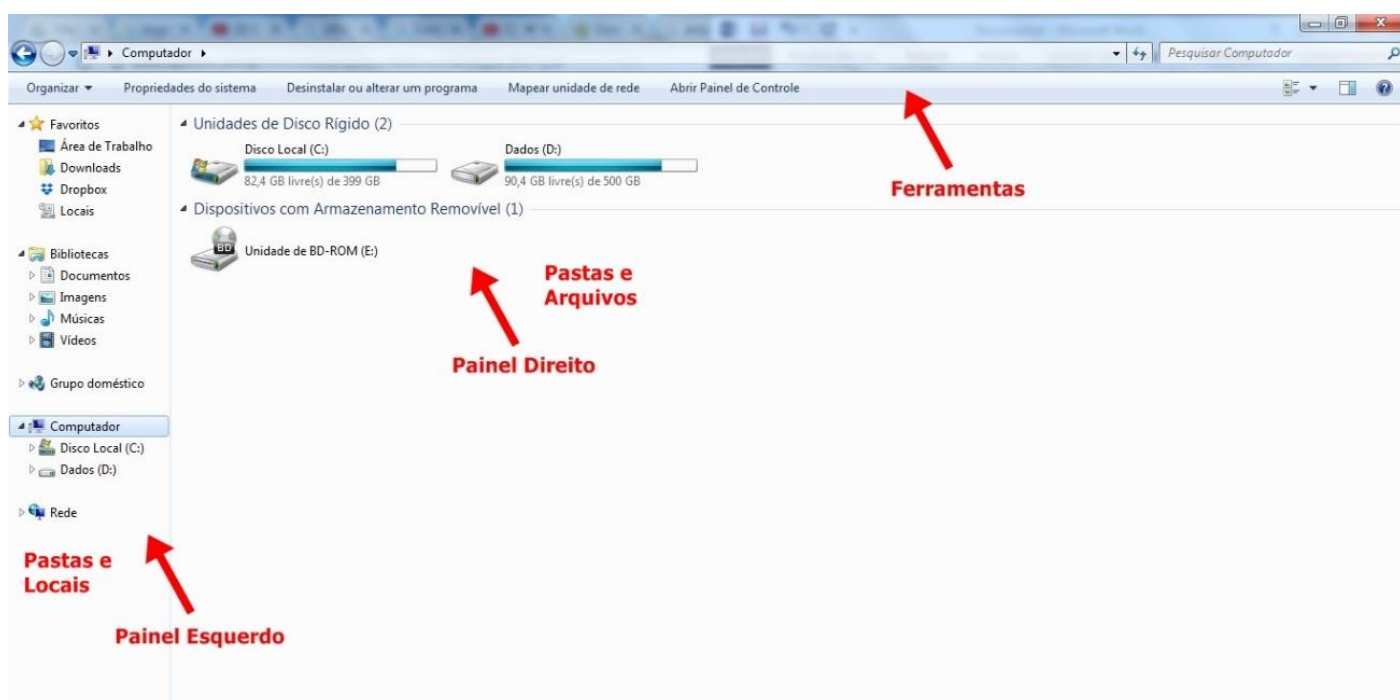 Computador
Pesquisar Computador
Organizar
Propriedades do sistema
Desinstalar ou alterar um programa
Mapear unidade de rede
Abrir Painel de Controle
Favoritos
Área de Trabalho
Downloads
Dropbox
Locais
Bibliotecas
Documentos
Imagens
Músicas
Vídeos
Grupo doméstico
Computador
Disco Local (C:)
Dados (D:)
Rede
Pastas e
Locais
Painel Esquerdo
Unidades de Disco Rígido (2)
Disco Local (C:)
82,4 GB livre(s) de 399 GB
Dados (D:)
90,4 GB livre(s) de 500 GB
Dispositivos com Armazenamento Removível (1)
BD
Unidade de BD-ROM (E:)
Pastas e
Arquivos
Painel Direito
Ferramentas